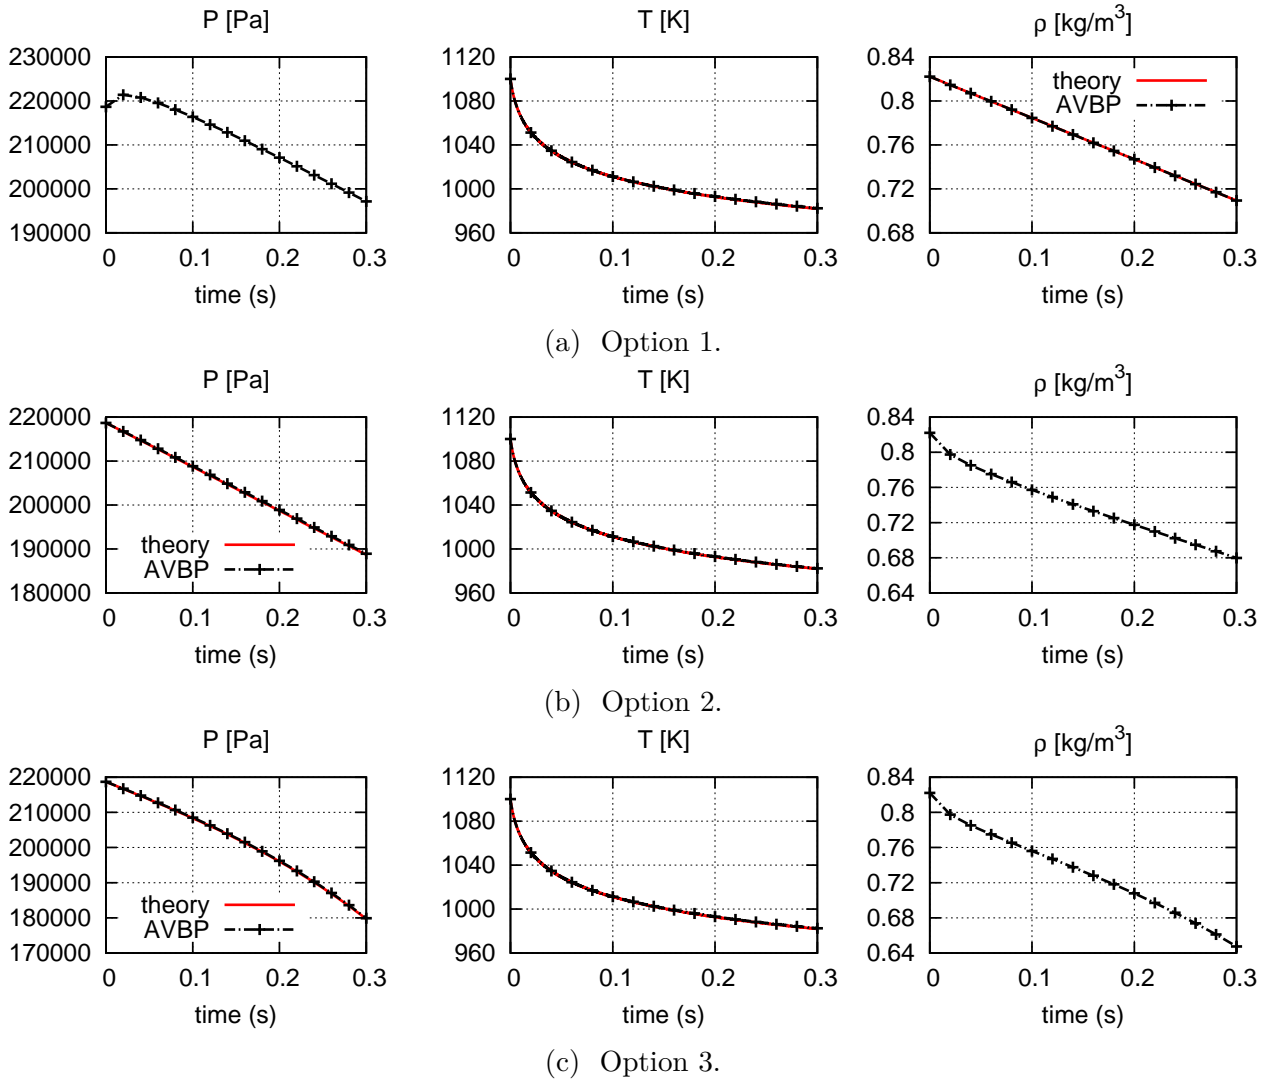 P [Pa] T [K] ρ [kg/m³]
230000 1120 0.84
220000 1080 theory 0.8
AVBP
210000 1040 0.76
200000 1000 0.72
190000 960 0.68
0 0.1 0.2 0.3 0 0.1 0.2 0.3 0 0.1 0.2 0.3
time (s) time (s) time (s)
(a) Option 1.
P [Pa] T [K] ρ [kg/m³]
220000 1120 0.84
0.8
210000 1080 0.76
200000 1040 0.72
190000 theory 1000 0.68
AVBP
180000 960 0.64
0 0.1 0.2 0.3 0 0.1 0.2 0.3 0 0.1 0.2 0.3
time (s) time (s) time (s)
(b) Option 2.
P [Pa] T [K] ρ [kg/m³]
220000 1120 0.84
210000 1080 0.8
200000 1040 0.76
190000 0.72
180000 theory 1000 0.68
AVBP
170000 960 0.64
0 0.1 0.2 0.3 0 0.1 0.2 0.3 0 0.1 0.2 0.3
time (s) time (s) time (s)
(c) Option 3.